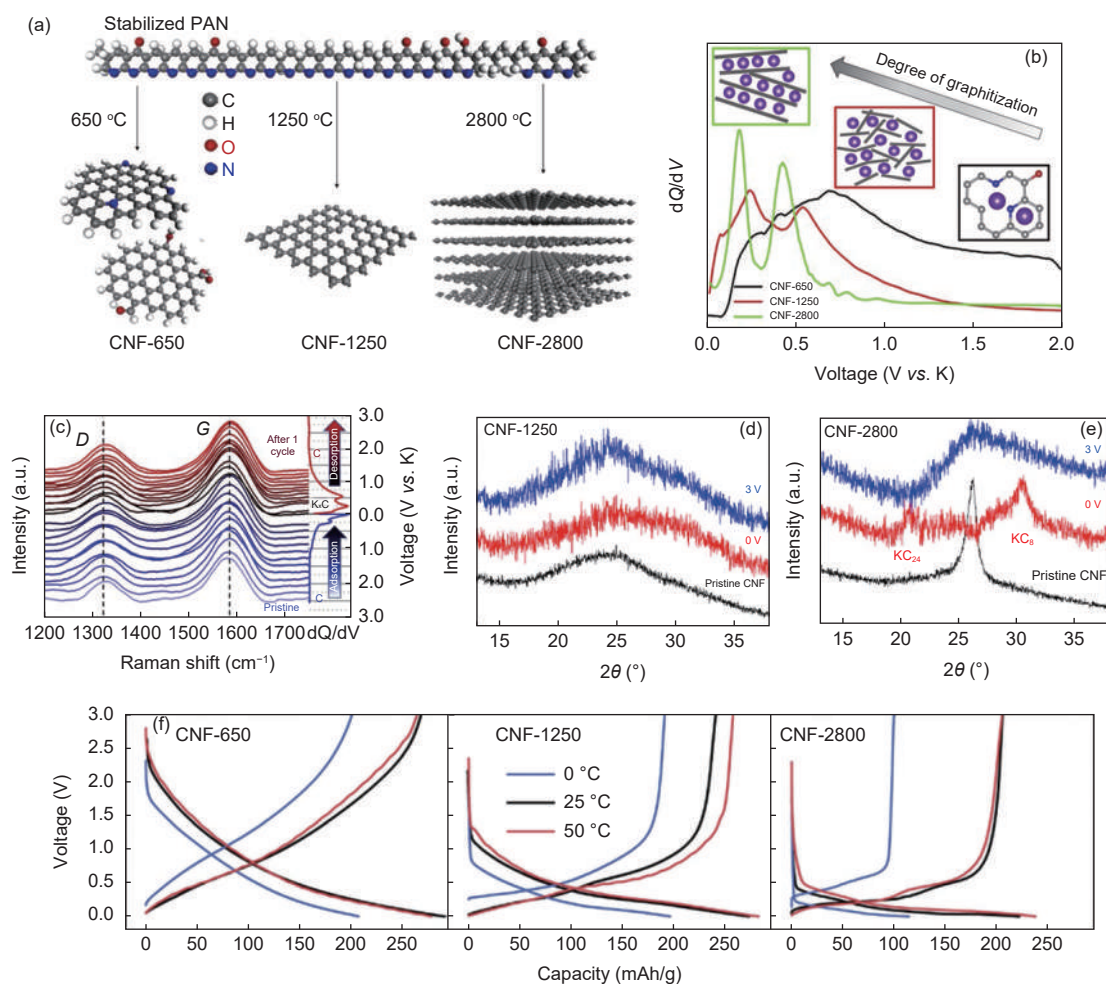 (a)
Stabilized PAN
C
H
O
N
650 °C
1250 °C
2800 °C
CNF-650
CNF-1250
CNF-2800
(b)
Degree of graphitization
dQ/dV
CNF-650
CNF-1250
CNF-2800
0.0 0.5 1.0 1.5 2.0
Voltage (V vs. K)
(c)
D
G
After 1
cycle
C
Desorption
KxC
Adsorption
Pristine
C
3.0
2.0
1.0
0.0
1.0
2.0
3.0
Intensity (a.u.)
Voltage (V vs. K)
1200 1300 1400 1500 1600 1700 dQ/dV
Raman shift (cm⁻¹)
CNF-1250
(d)
3 V
0 V
Pristine CNF
Intensity (a.u.)
15 20 25 30 35
2θ (°)
CNF-2800
(e)
3 V
0 V
KC₂₄
KC₈
Pristine CNF
Intensity (a.u.)
15 20 25 30 35
2θ (°)
(f)
CNF-650
CNF-1250
CNF-2800
0 °C
25 °C
50 °C
3.0
2.5
2.0
1.5
1.0
0.5
0.0
Voltage (V)
0 50 100 150 200 250 0 50 100 150 200 250 0 50 100 150 200 250
Capacity (mAh/g)